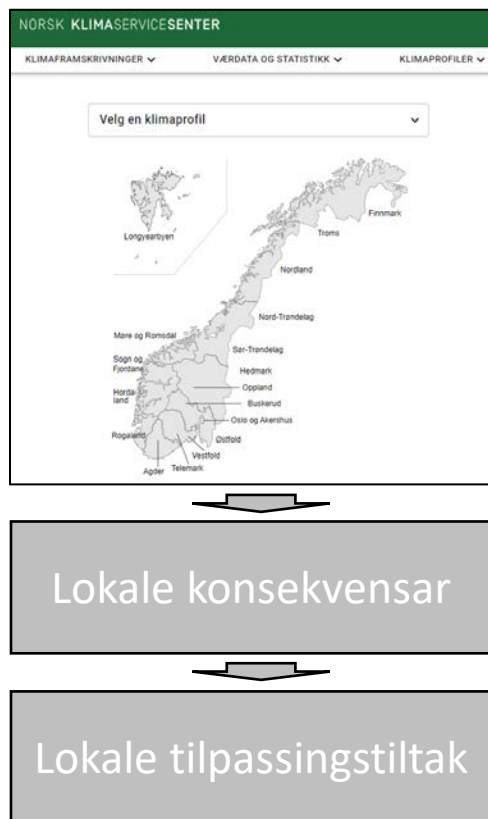 NORSK KLIMASERVICESENTER
KLIMAFRAMSKRIVNINGER VÆRDATA OG STATISTIKK KLIMAPROFILER
Velg en klimaprofil
Longyearbyen
Finnmark
Troms
Nordland
Nord-Trøndelag
Møre og Romsdal
Sør-Trøndelag
Sogn og
Fjordane
Hedmark
Oppland
Horda-
land
Buskerud
Oslo og Akershus
Rogaland
Østfold
Vestfold
Telemark
Agder
Lokale konsekvensar
Lokale tilpassingstiltak